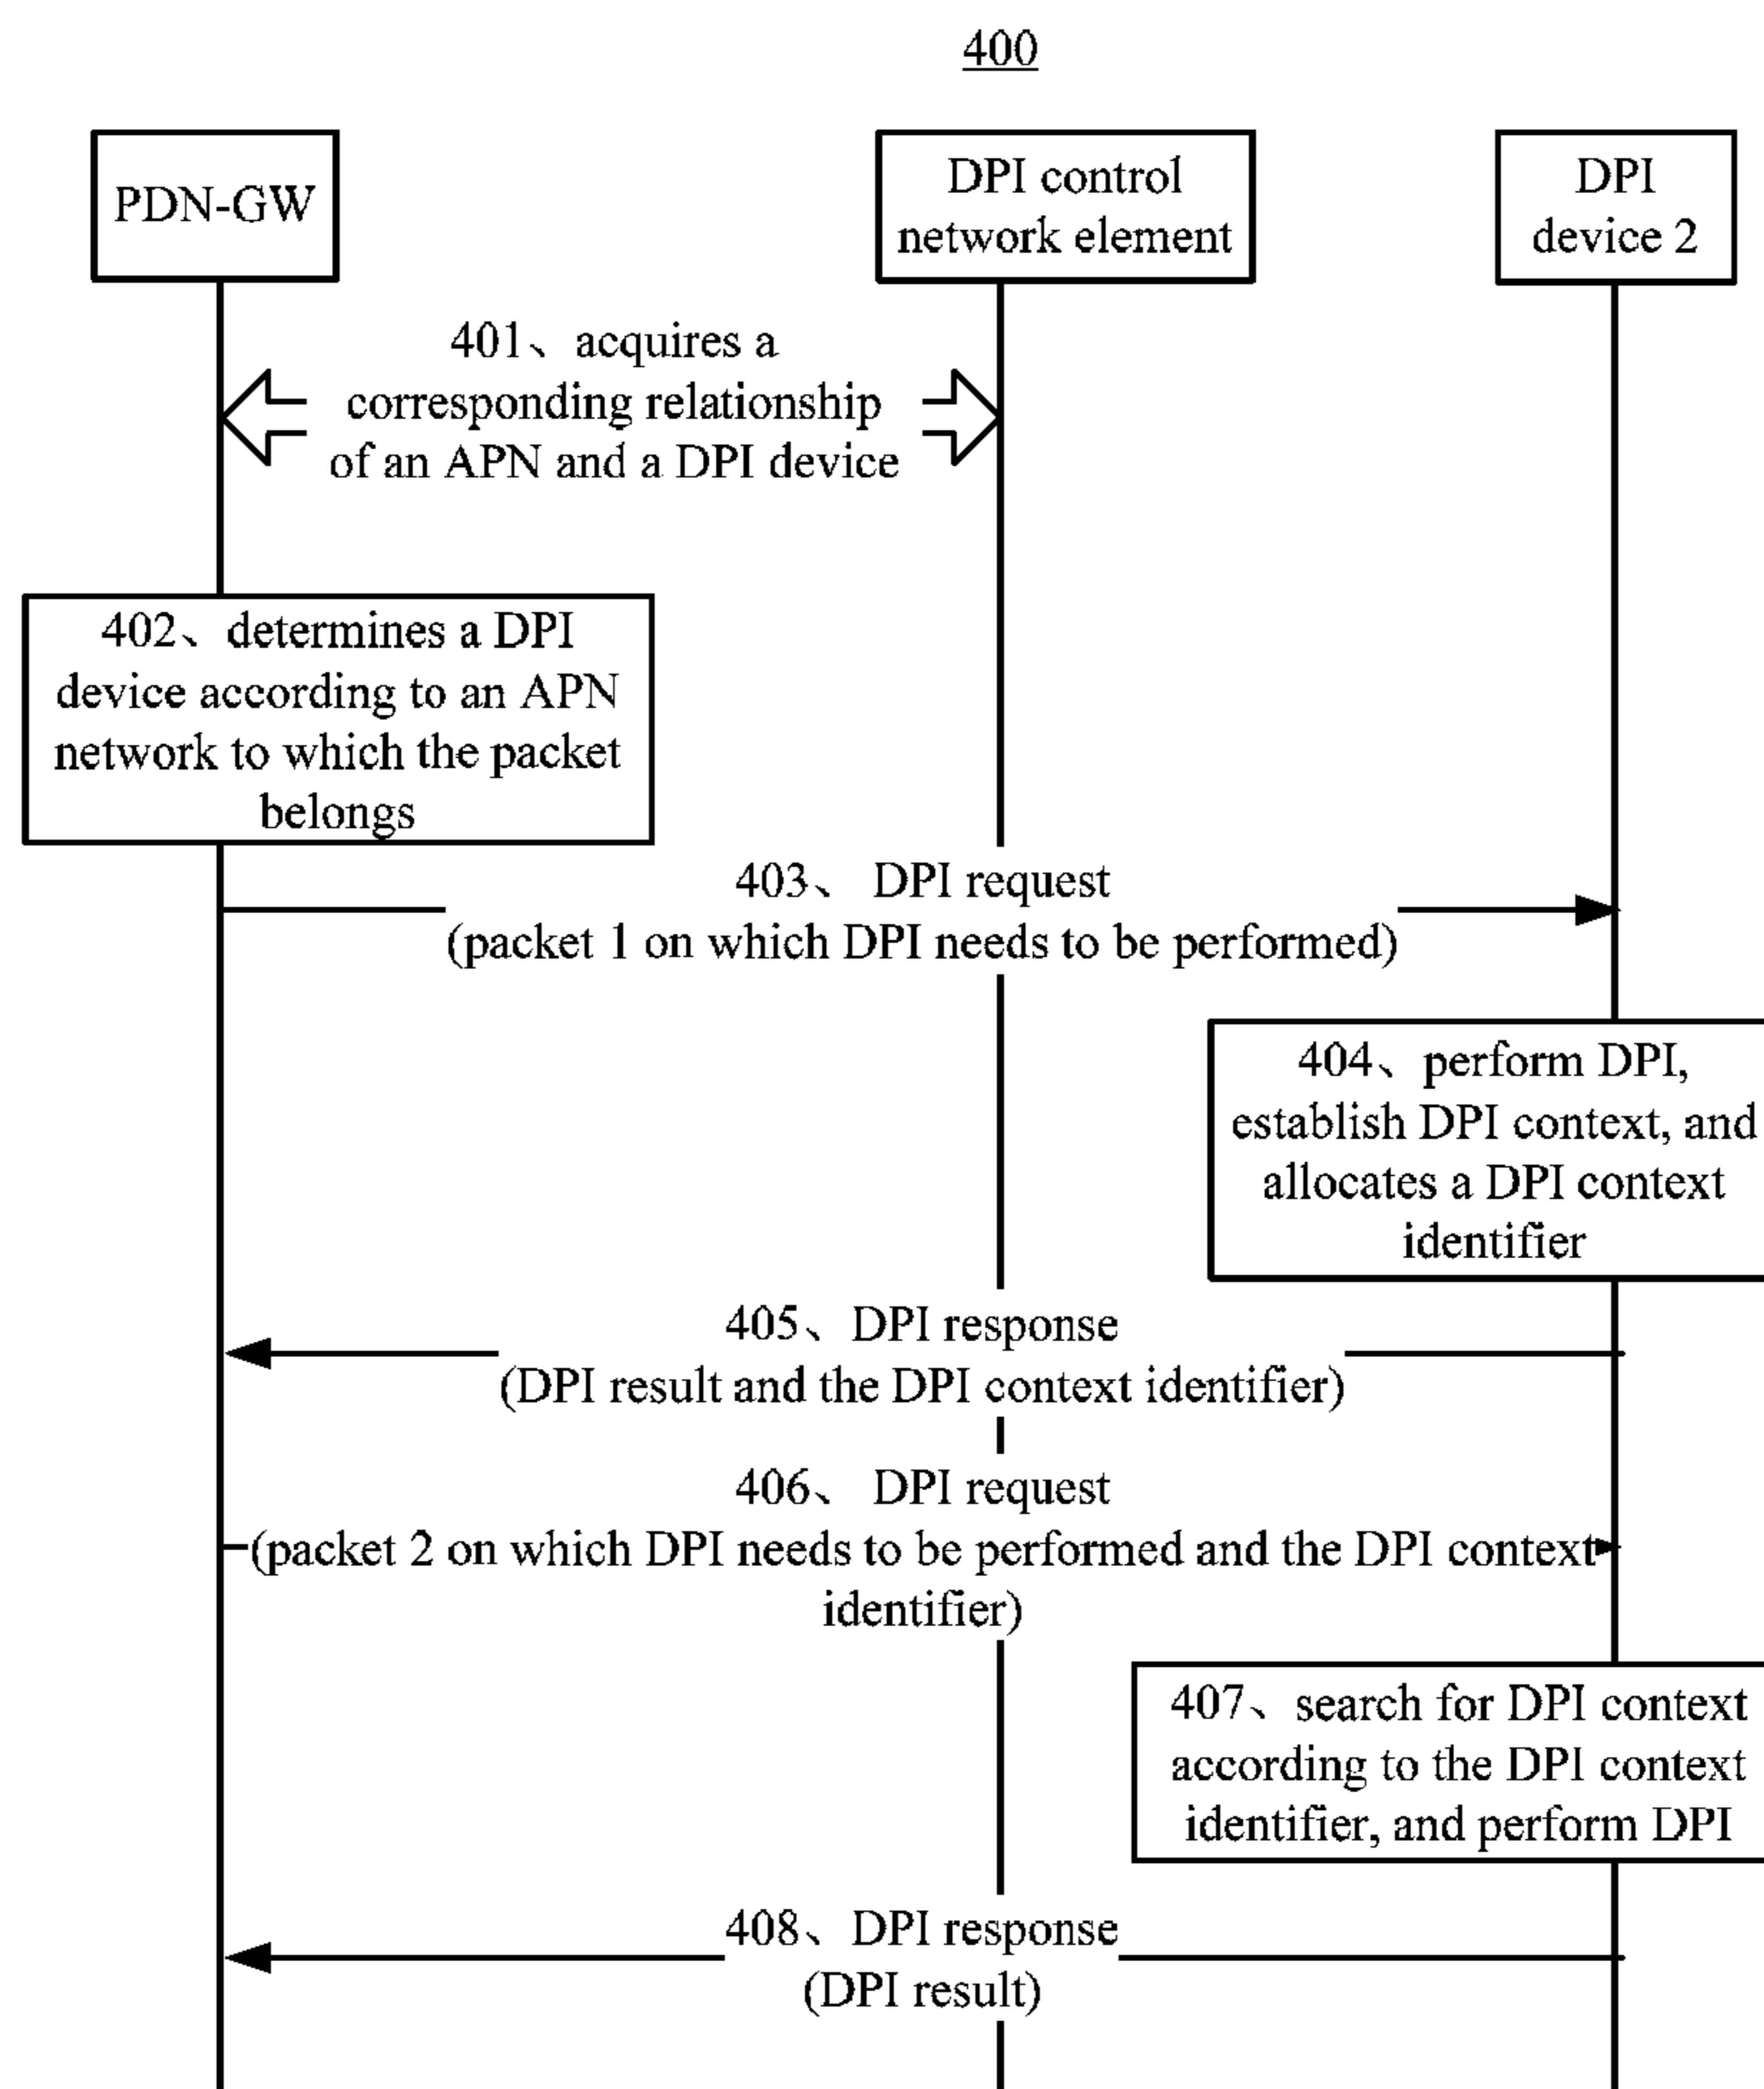 400
PDN-GW
DPI control
network element
DPI
device 2
401、 acquires a
corresponding relationship
of an APN and a DPI device
402、 determines a DPI
device according to an APN
network to which the packet
belongs
403、 DPI request
(packet 1 on which DPI needs to be performed)
404、 perform DPI,
establish DPI context, and
allocates a DPI context
identifier
405、 DPI response
(DPI result and the DPI context identifier)
406、 DPI request
(packet 2 on which DPI needs to be performed and the DPI context
identifier)
407、 search for DPI context
according to the DPI context
identifier, and perform DPI
408、 DPI response
(DPI result)